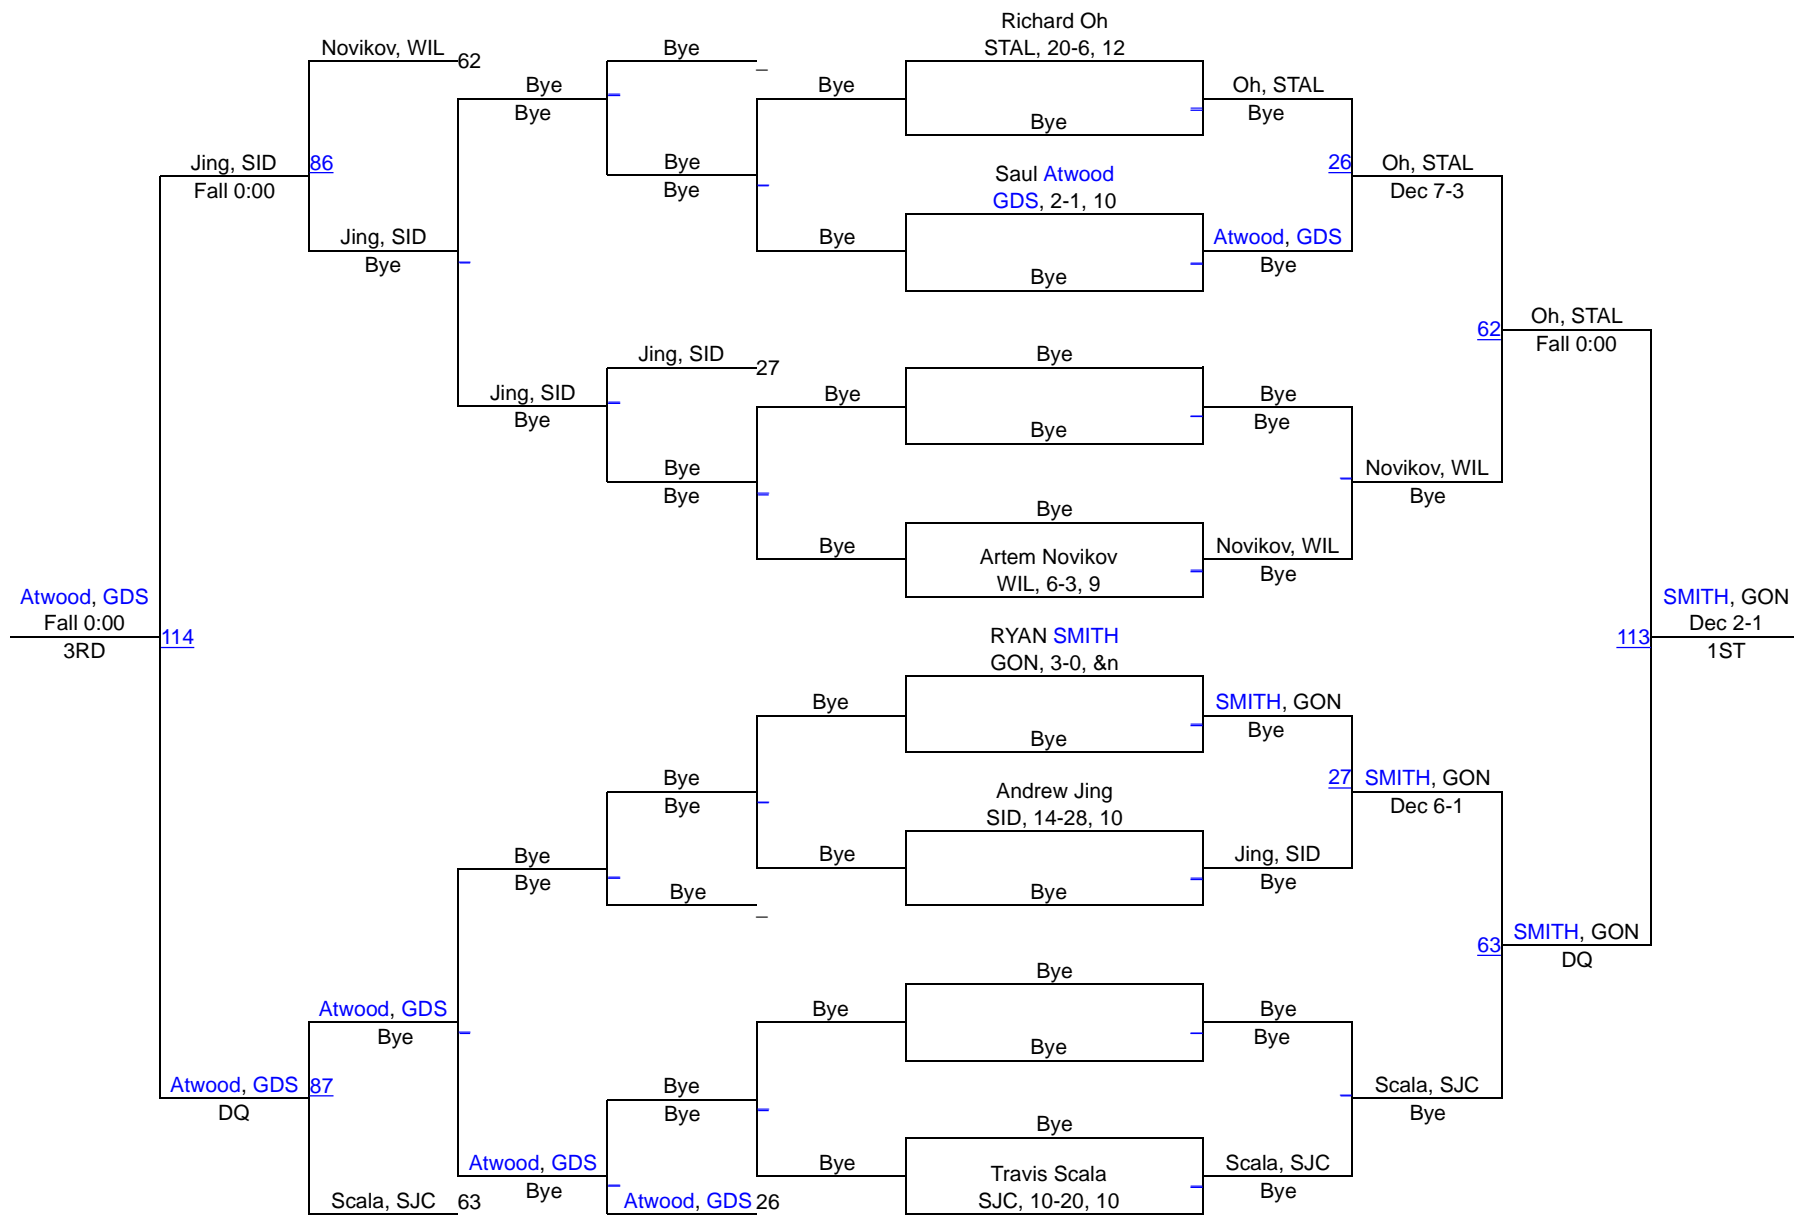 Richard Oh
STAL, 20-6, 12
Bye
Saul Atwood
GDS, 2-1, 10
Bye
Bye
Bye
Bye
Artem Novikov
WIL, 6-3, 9
RYAN SMITH
GON, 3-0, &n
Bye
Andrew Jing
SID, 14-28, 10
Bye
Bye
Bye
Bye
Travis Scala
SJC, 10-20, 10
Oh, STAL
Bye
Atwood, GDS
Bye
Bye
Bye
Novikov, WIL
Bye
SMITH, GON
Bye
Jing, SID
Bye
Bye
Bye
Scala, SJC
Bye
26
Oh, STAL
Dec 7-3
Novikov, WIL
Bye
27
SMITH, GON
Dec 6-1
Scala, SJC
Bye
62
Oh, STAL
Fall 0:00
63
SMITH, GON
DQ
113
SMITH, GON
Dec 2-1
1ST
Bye
Bye
Bye
Bye
Bye
Bye
Bye
Bye
Bye
_
Bye
Bye
Jing, SID
27
Bye
Bye
Bye
Bye
Bye
_
Bye
Bye
Atwood, GDS
26
Bye
Bye
Jing, SID
Bye
Bye
Bye
Atwood, GDS
Bye
Novikov, WIL
62
Jing, SID
Bye
Atwood, GDS
Bye
Scala, SJC
63
Jing, SID
86
Fall 0:00
Atwood, GDS
87
DQ
Atwood, GDS
Fall 0:00
114
3RD